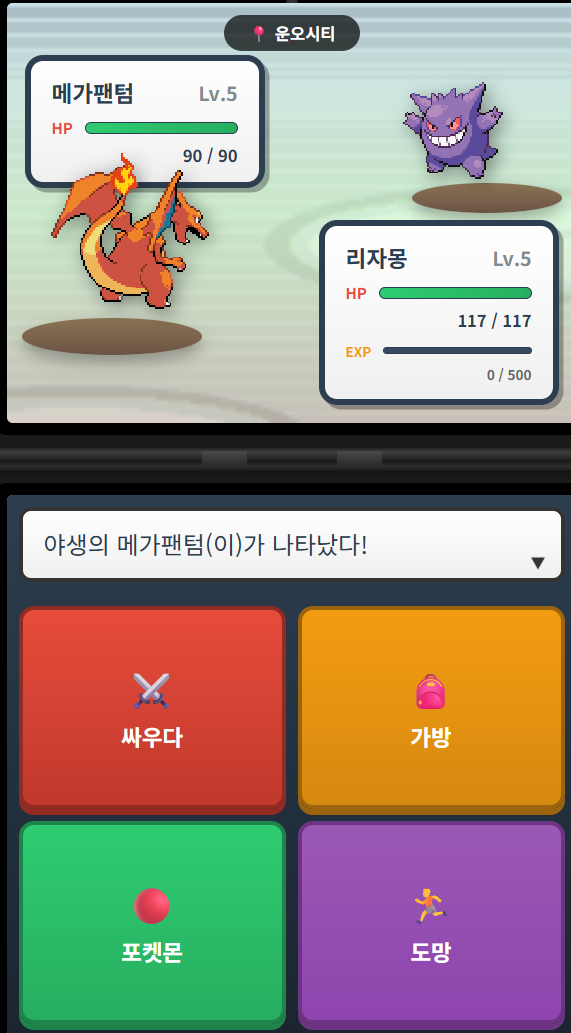 운오시티
메가팬텀 Lv.5
HP
90 / 90
리자몽 Lv.5
HP
117 / 117
EXP
0 / 500
야생의 메가팬텀(이)가 나타났다!
싸우다
가방
포켓몬
도망